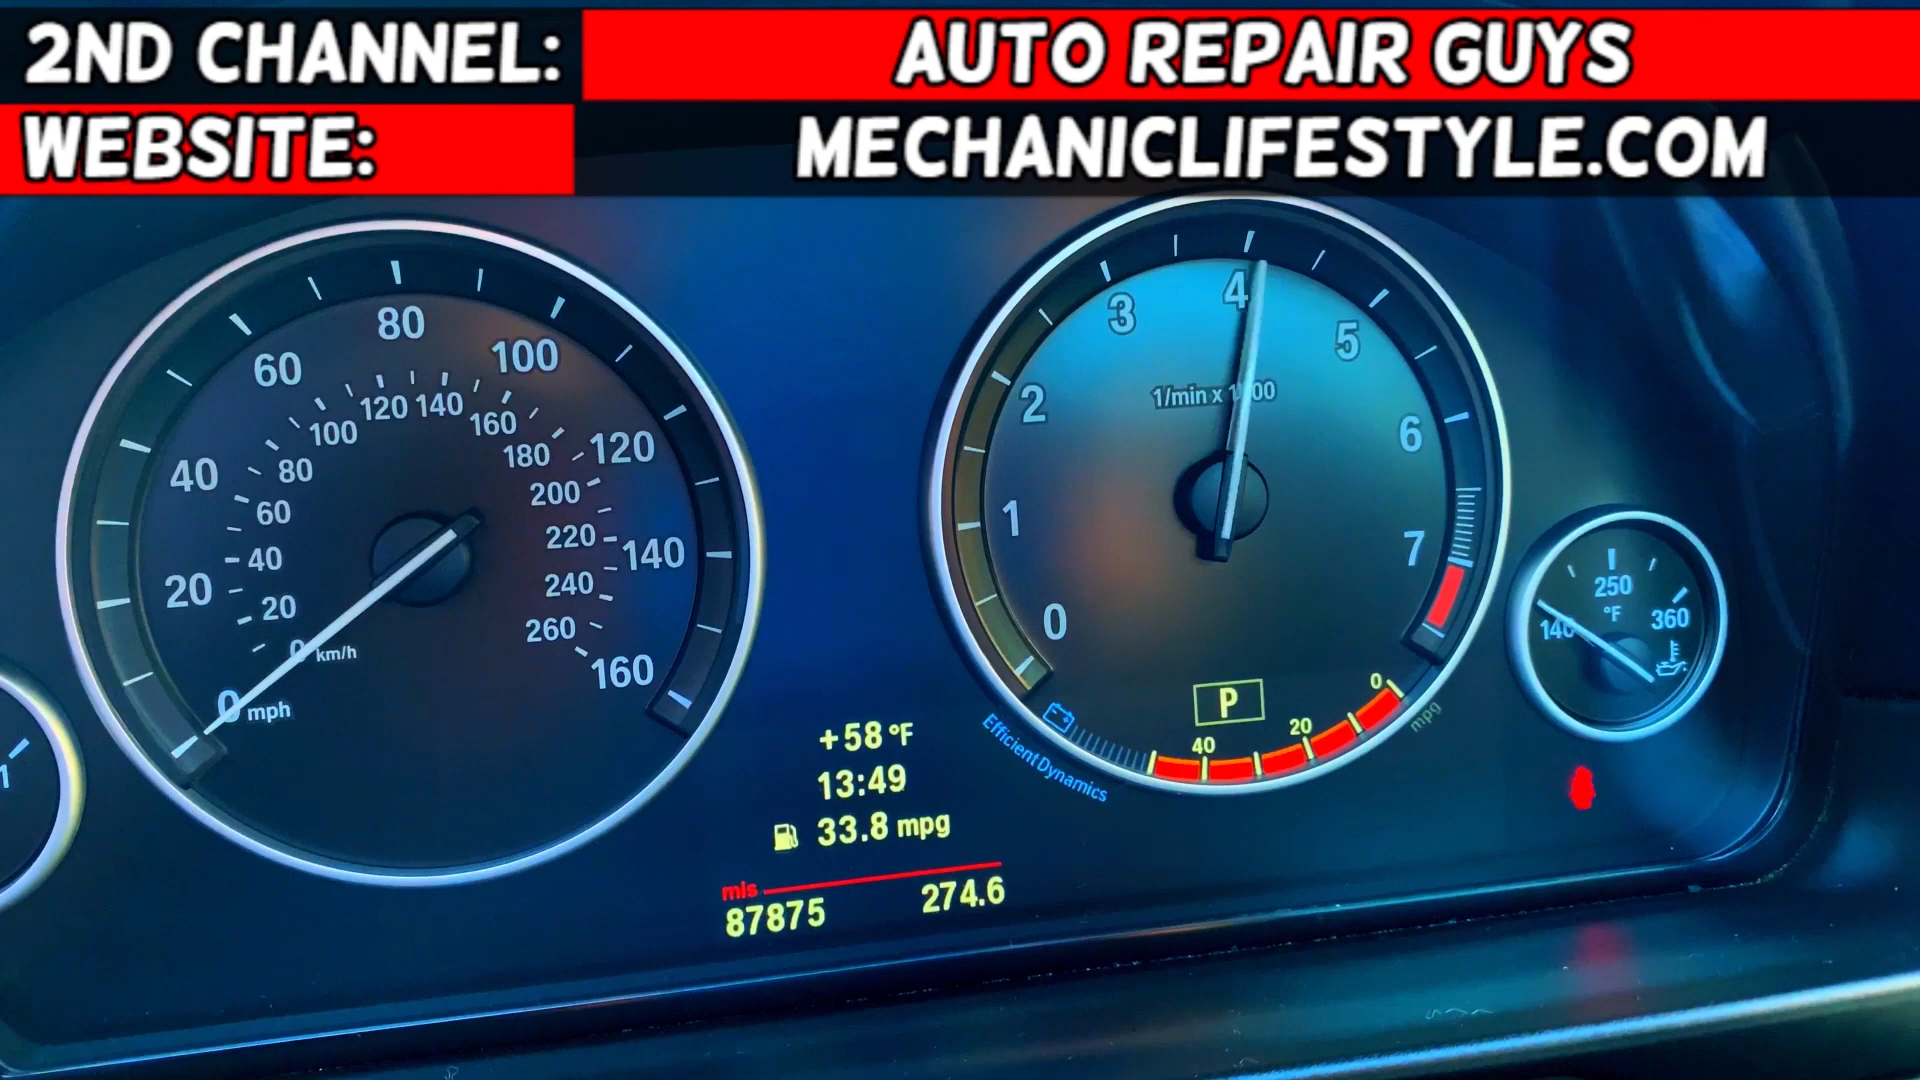 2ND CHANNEL: AUTO REPAIR GUYS
WEBSITE: MECHANICLIFESTYLE.COM
0 mph 20 40 60 80 100 120 140 160
0 km/h 20 40 60 80 100 120 140 160 180 200 220 240 260
0 1 2 3 4 5 6 7
P
40 20 0 mpg
EfficientDynamics
140 250 360
°F
1
+58 °F
13:49
33.8 mpg
mls
87875 274.6